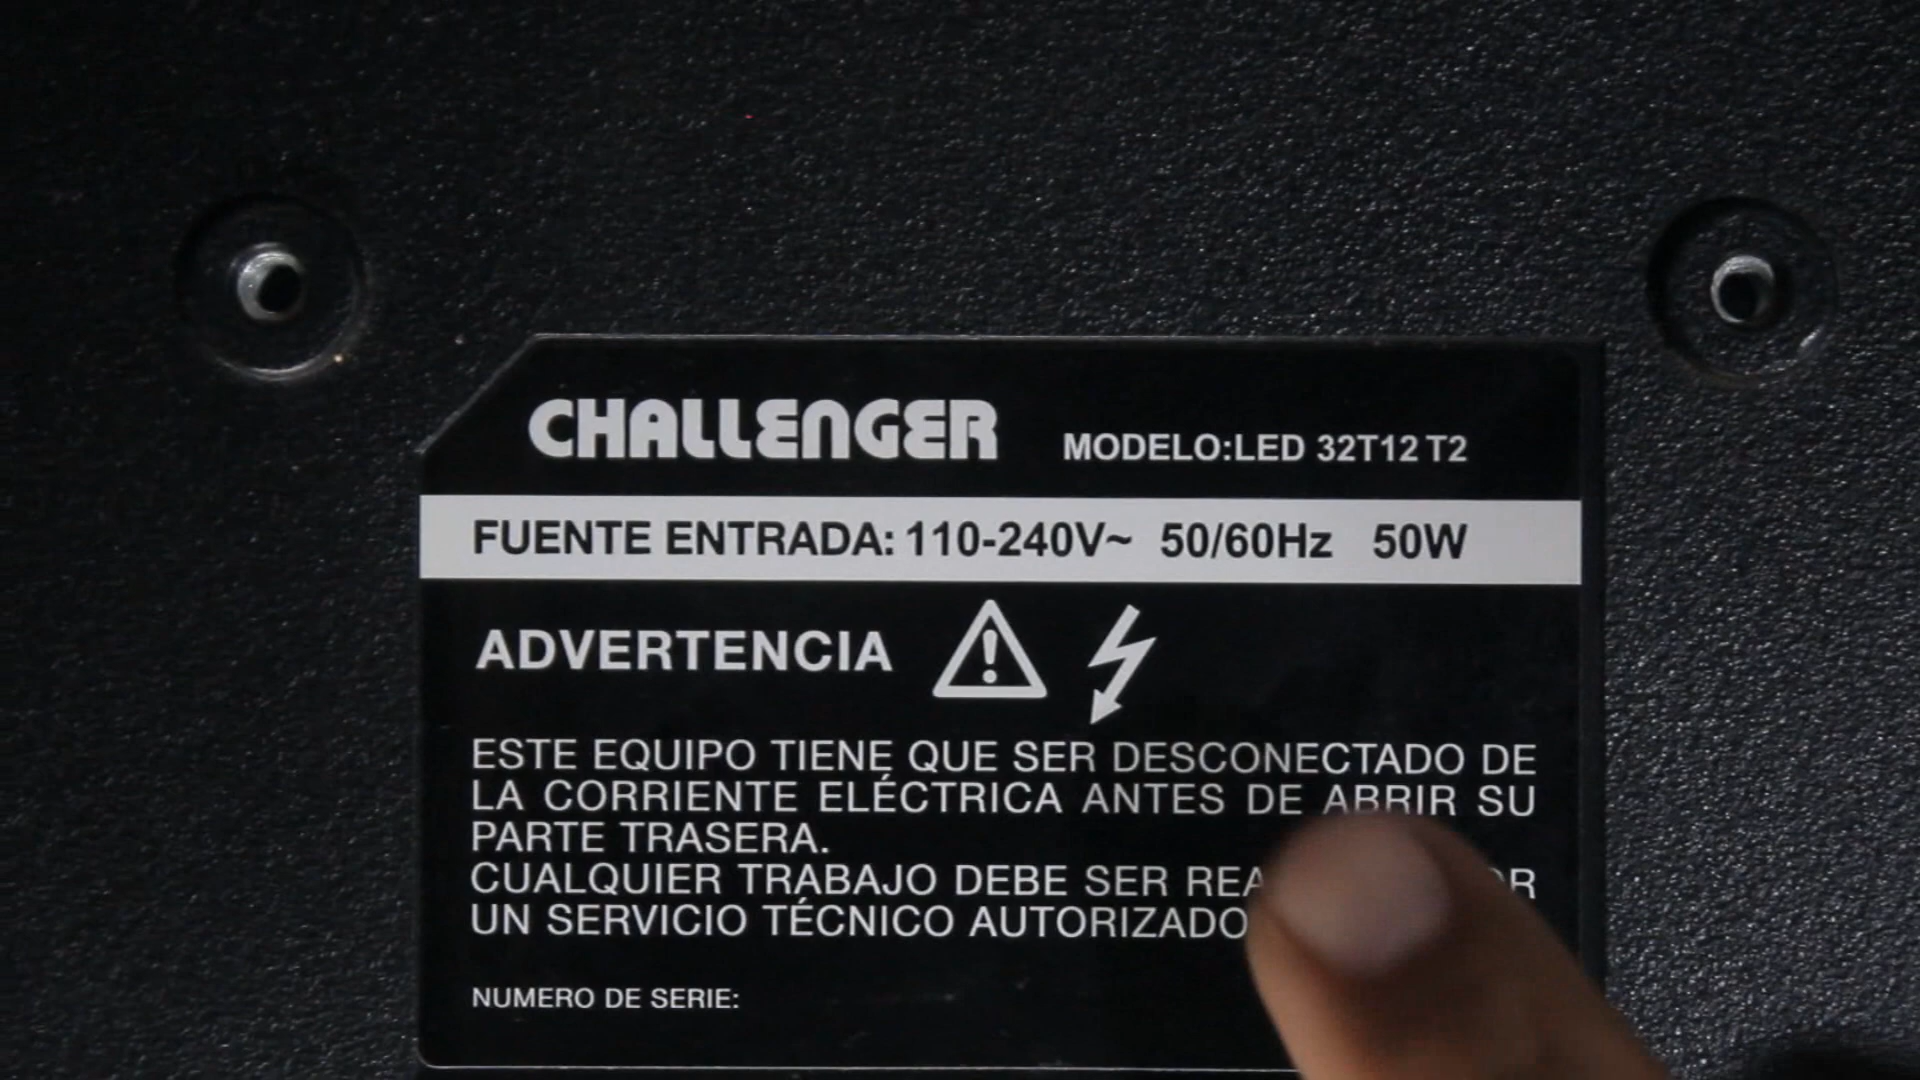 CHALLENGER MODELO:LED 32T12 T2
FUENTE ENTRADA: 110-240V~ 50/60Hz 50W
ADVERTENCIA
ESTE EQUIPO TIENE QUE SER DESCONECTADO DE
LA CORRIENTE ELÉCTRICA ANTES DE ABRIR SU
PARTE TRASERA.
CUALQUIER TRABAJO DEBE SER
UN SERVICIO TÉCNICO AUTORIZADO
NUMERO DE SERIE: